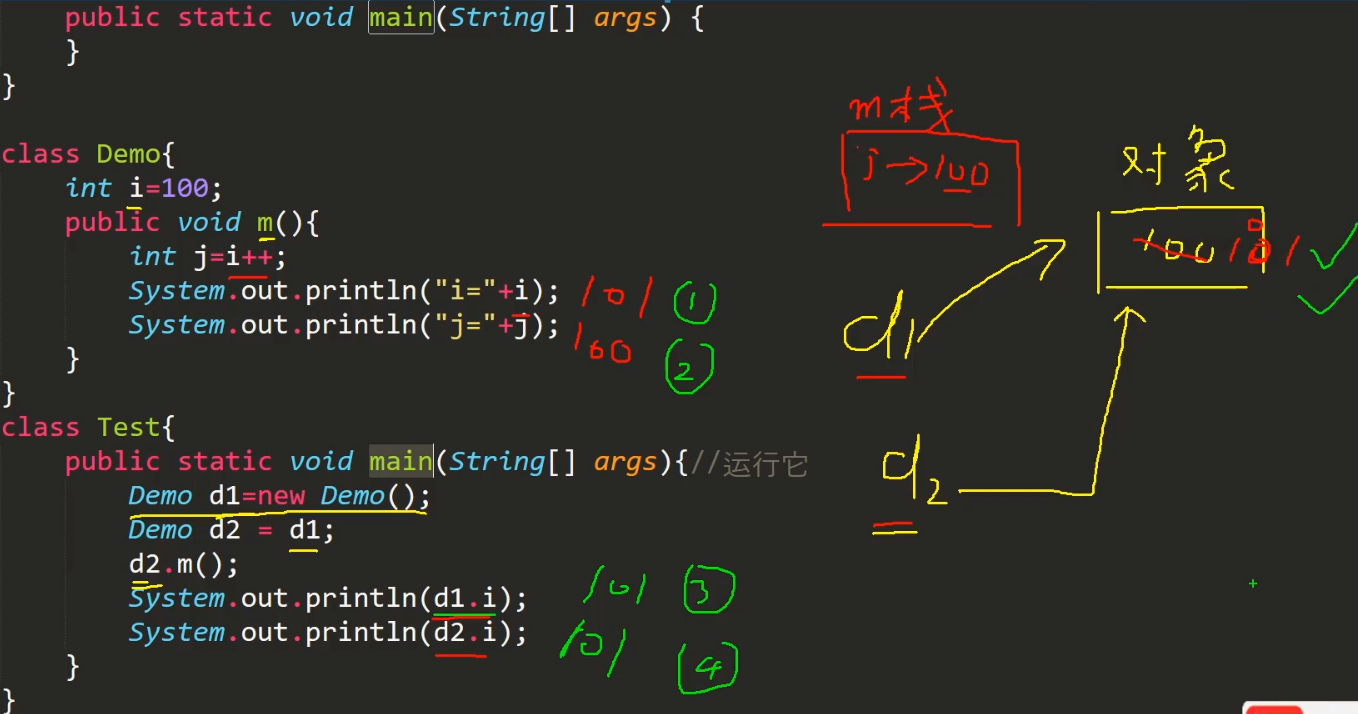 public static void main(String[] args) {
}
}
class Demo{
int i=100;
public void m(){
int j=i++;
System.out.println("i="+i); 101 ①
System.out.println("j="+j); 100 ②
}
}
class Test{
public static void main(String[] args){//运行它
Demo d1=new Demo();
Demo d2 = d1;
d2.m();
System.out.println(d1.i); 101 ③
System.out.println(d2.i); 101 ④
}
}
m栈
j→100
对象
100 101
d1
d2